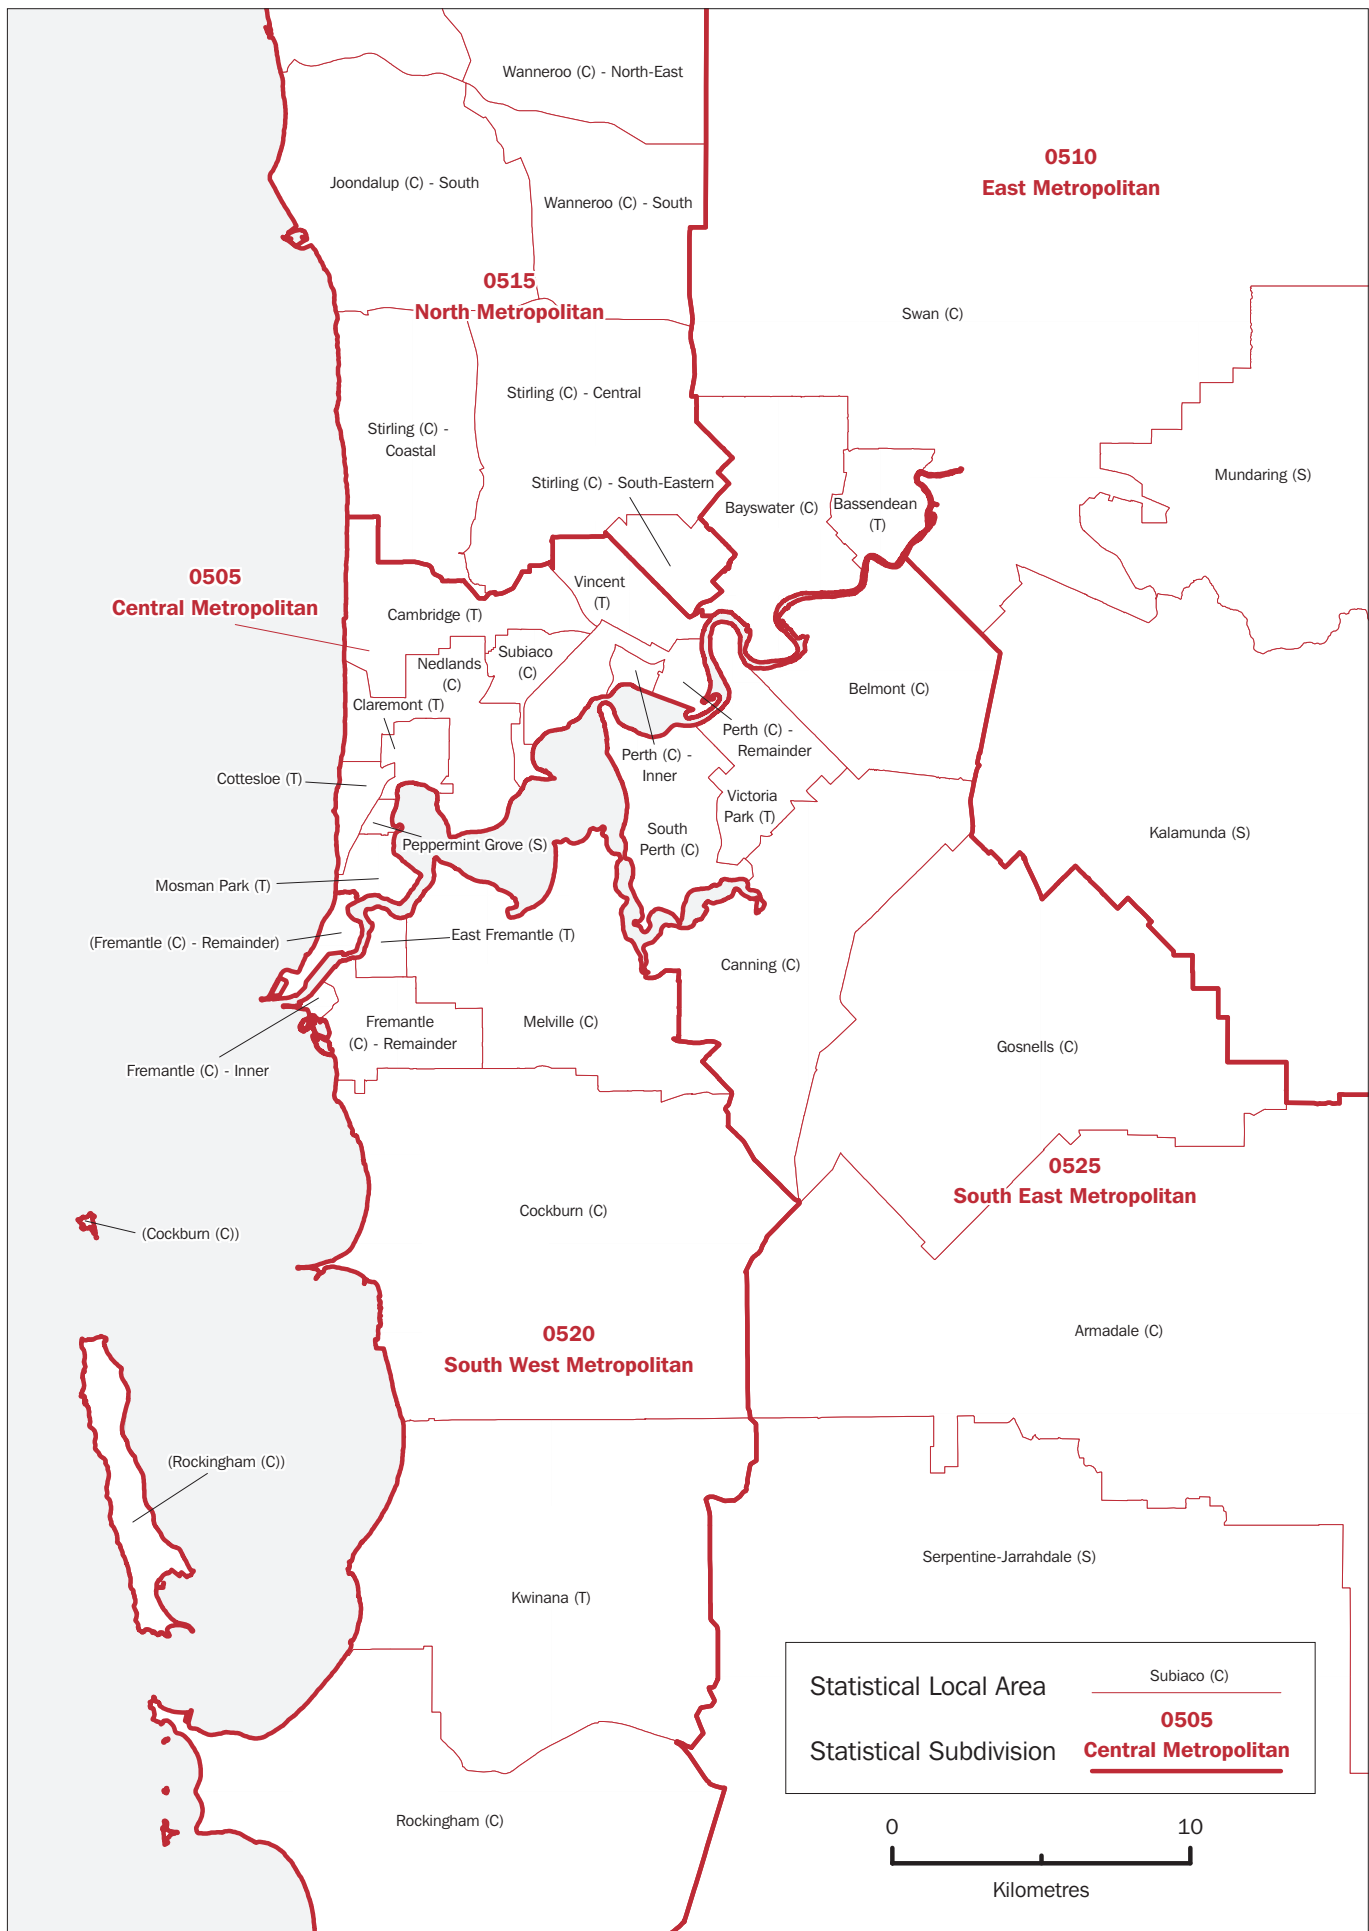 Wanneroo (C) - North-East
0510
East Metropolitan
Joondalup (C) - South
Wanneroo (C) - South
0515
North Metropolitan
Swan (C)
Stirling (C) - Central
Stirling (C) -
Coastal
Mundaring (S)
Stirling (C) - South-Eastern
Bayswater (C)
Bassendean
(T)
0505
Central Metropolitan
Vincent
(T)
Cambridge (T)
Subiaco
(C)
Nedlands
(C)
Belmont (C)
Claremont (T)
Perth (C) -
Remainder
Perth (C) -
Inner
Cottesloe (T)
Victoria
Park (T)
South
Perth (C)
Kalamunda (S)
Peppermint Grove (S)
Mosman Park (T)
East Fremantle (T)
(Fremantle (C) - Remainder)
Canning (C)
Fremantle
(C) - Remainder
Melville (C)
Gosnells (C)
Fremantle (C) - Inner
0525
South East Metropolitan
Cockburn (C)
(Cockburn (C))
0520
South West Metropolitan
Armadale (C)
(Rockingham (C))
Serpentine-Jarrahdale (S)
Kwinana (T)
Statistical Local Area
Subiaco (C)
0505
Statistical Subdivision
Central Metropolitan
Rockingham (C)
0
10
Kilometres